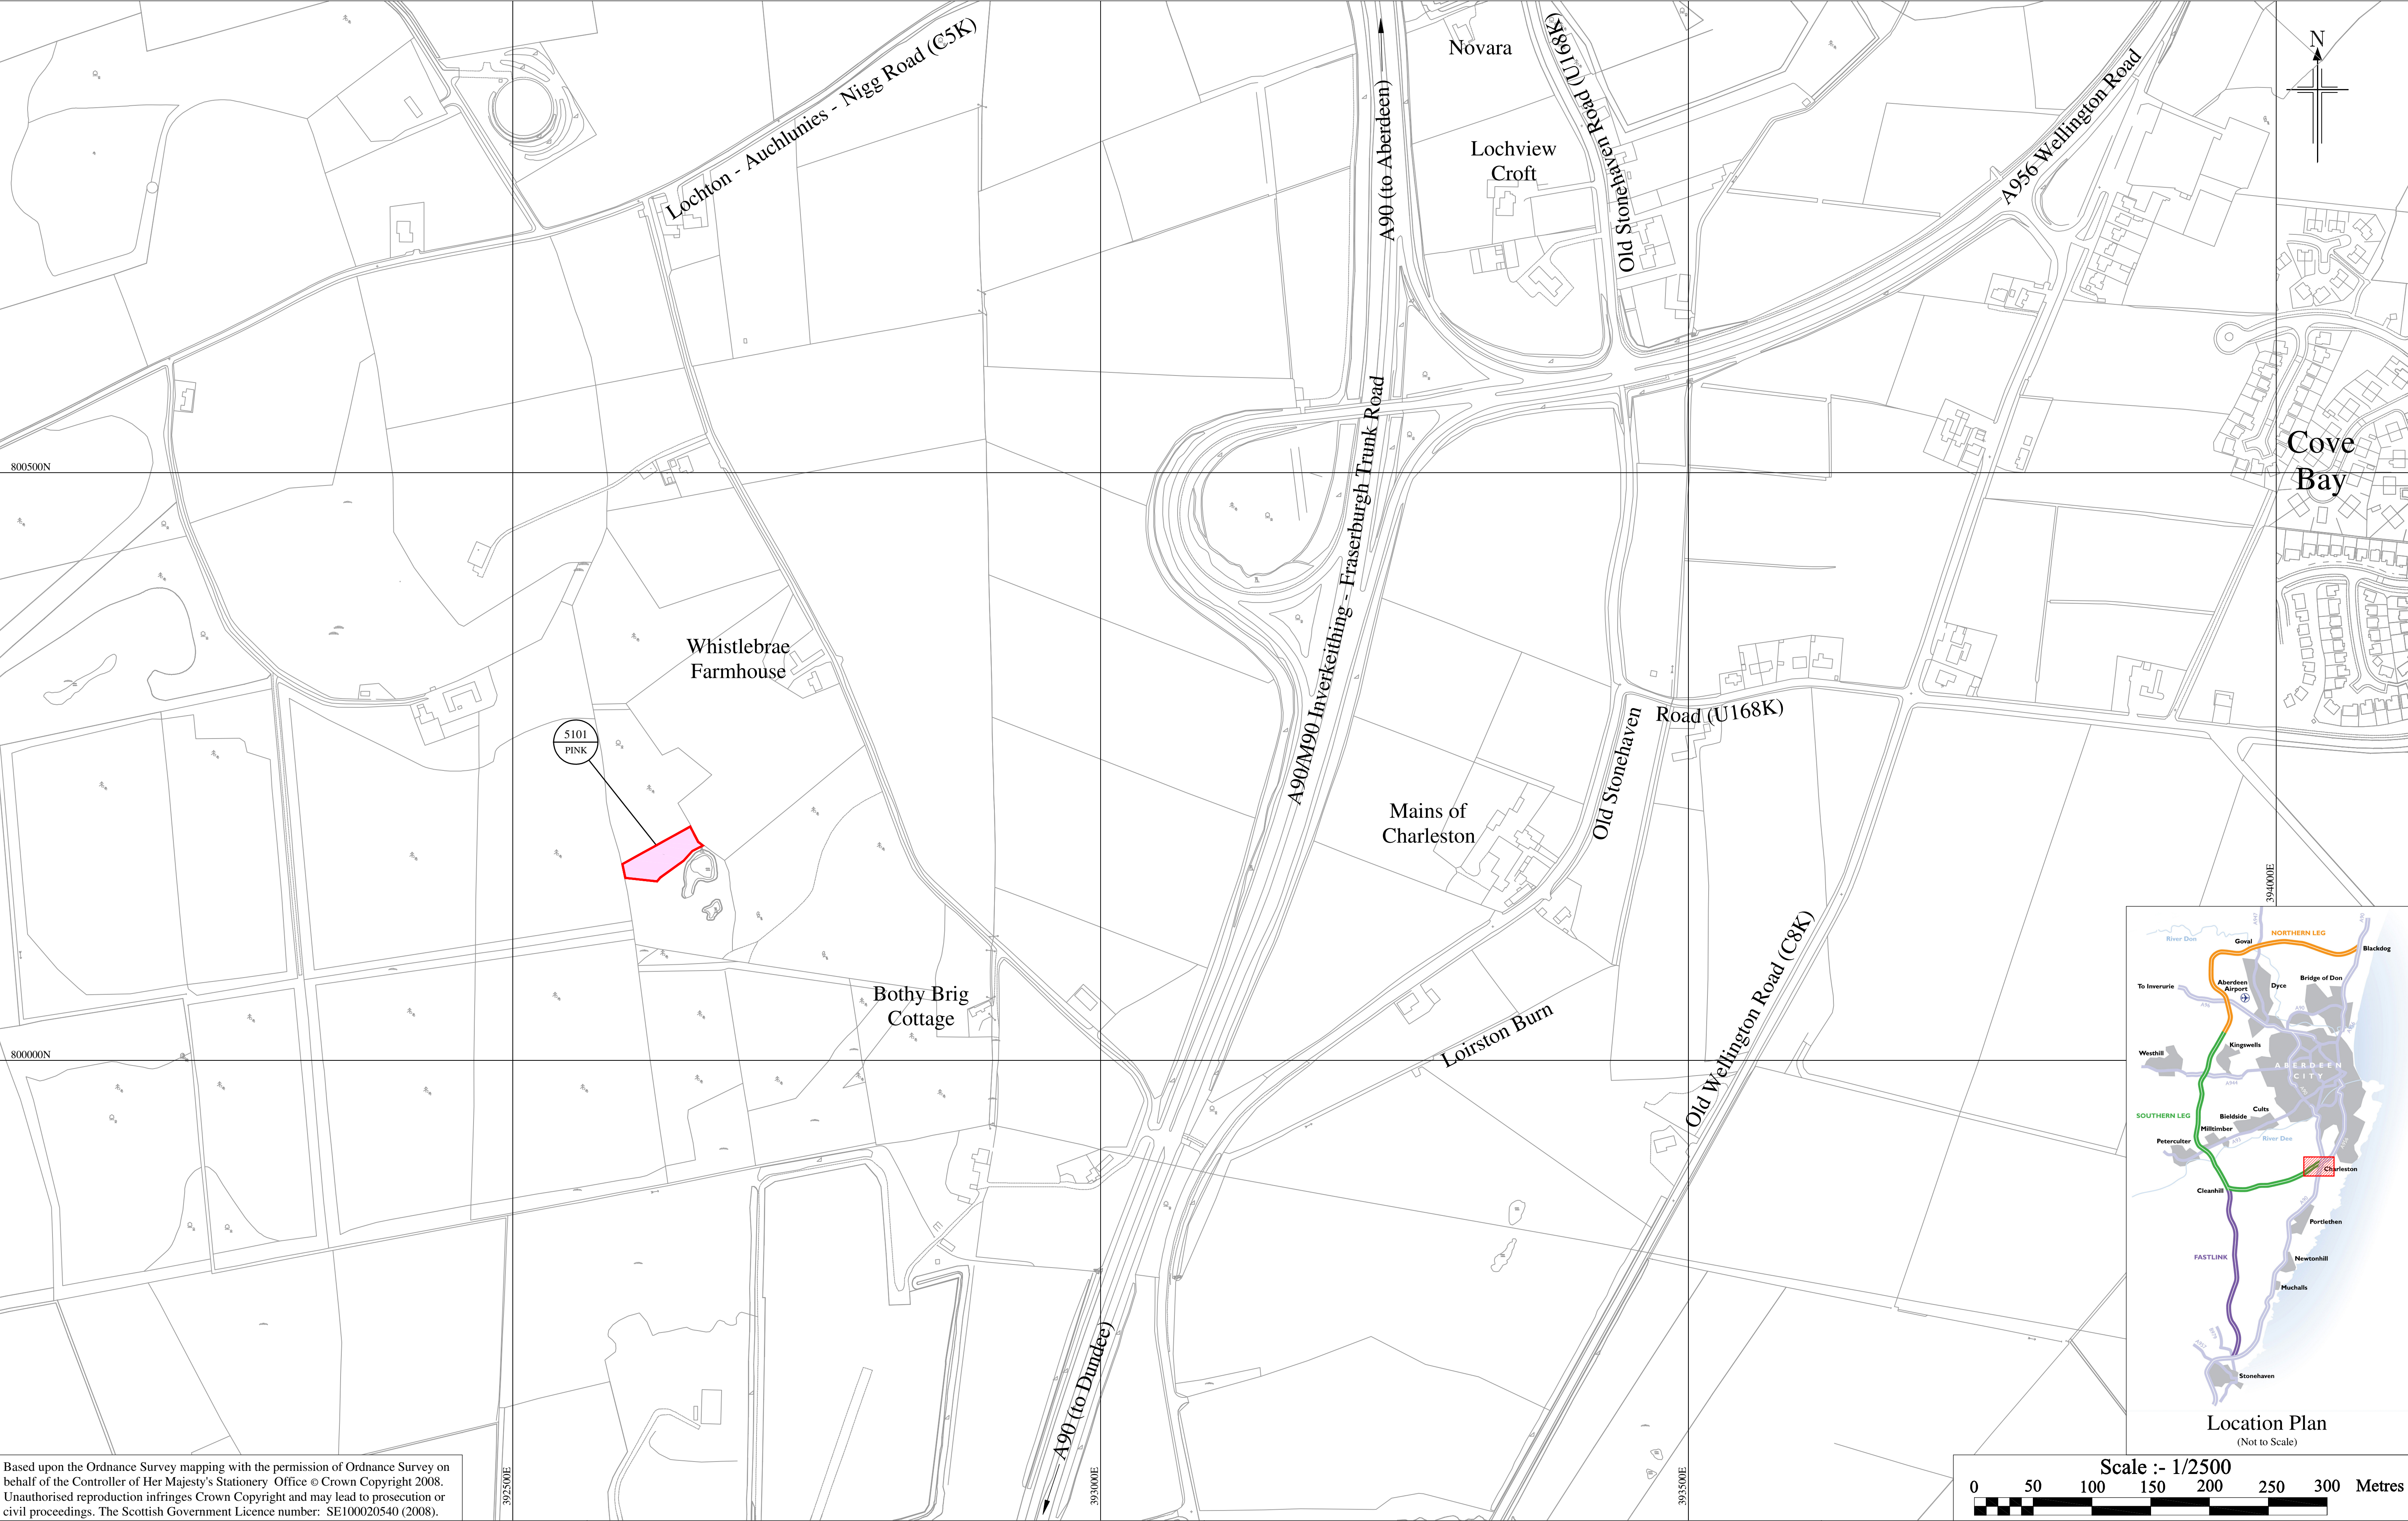 Lochton - Auchlunies - Nigg Road (C5K)
A90 (to Aberdeen)
Novara
Old Stonehaven Road (U168K)
Lochview
Croft
A956 Wellington Road
N
800500N
Cove
Bay
A90/M90 Inverkeithing - Fraserburgh Trunk Road
Whistlebrae
Farmhouse
5101
PINK
Old Stonehaven
Road (U168K)
Mains of
Charleston
Bothy Brig
Cottage
Loirston Burn
Old Wellington Road (C8K)
800000N
394000E
A90 (to Dundee)
392500E
393000E
393500E
River Don
Goval
NORTHERN LEG
Blackdog
To Inverurie
Aberdeen
Airport
Dyce
Bridge of Don
Westhill
Kingswells
ABERDEEN
CITY
A944
SOUTHERN LEG
Cults
Bieldside
Milltimber
Peterculter
River Dee
Charleston
Cleanhill
Portlethen
FASTLINK
Newtonhill
Muchalls
Stonehaven
Location Plan
(Not to Scale)
Based upon the Ordnance Survey mapping with the permission of Ordnance Survey on
behalf of the Controller of Her Majesty's Stationery Office © Crown Copyright 2008.
Unauthorised reproduction infringes Crown Copyright and may lead to prosecution or
civil proceedings. The Scottish Government Licence number: SE100020540 (2008).
Scale :- 1/2500
0 50 100 150 200 250 300 Metres